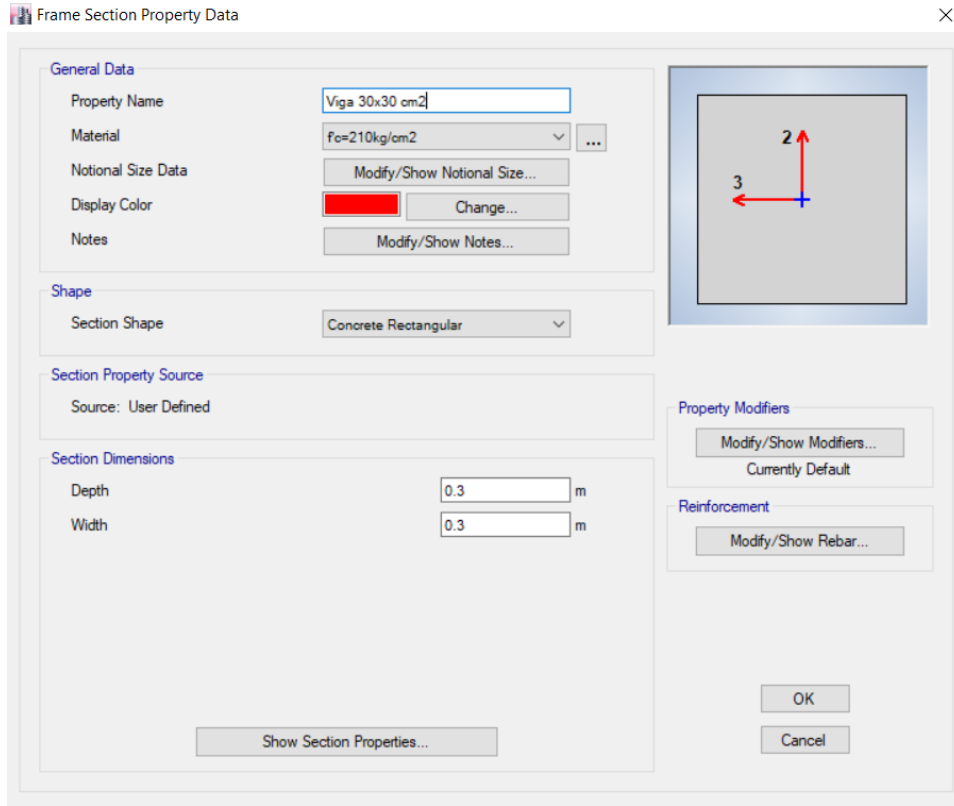 Frame Section Property Data
General Data
Property Name
Viga 30x30 cm2
Material
f'c=210kg/cm2
...
Notional Size Data
Modify/Show Notional Size...
Display Color
Change...
Notes
Modify/Show Notes...
2
3
Shape
Section Shape
Concrete Rectangular
Section Property Source
Source: User Defined
Section Dimensions
Depth
0.3 m
Width
0.3 m
Show Section Properties...
Property Modifiers
Modify/Show Modifiers...
Currently Default
Reinforcement
Modify/Show Rebar...
OK
Cancel